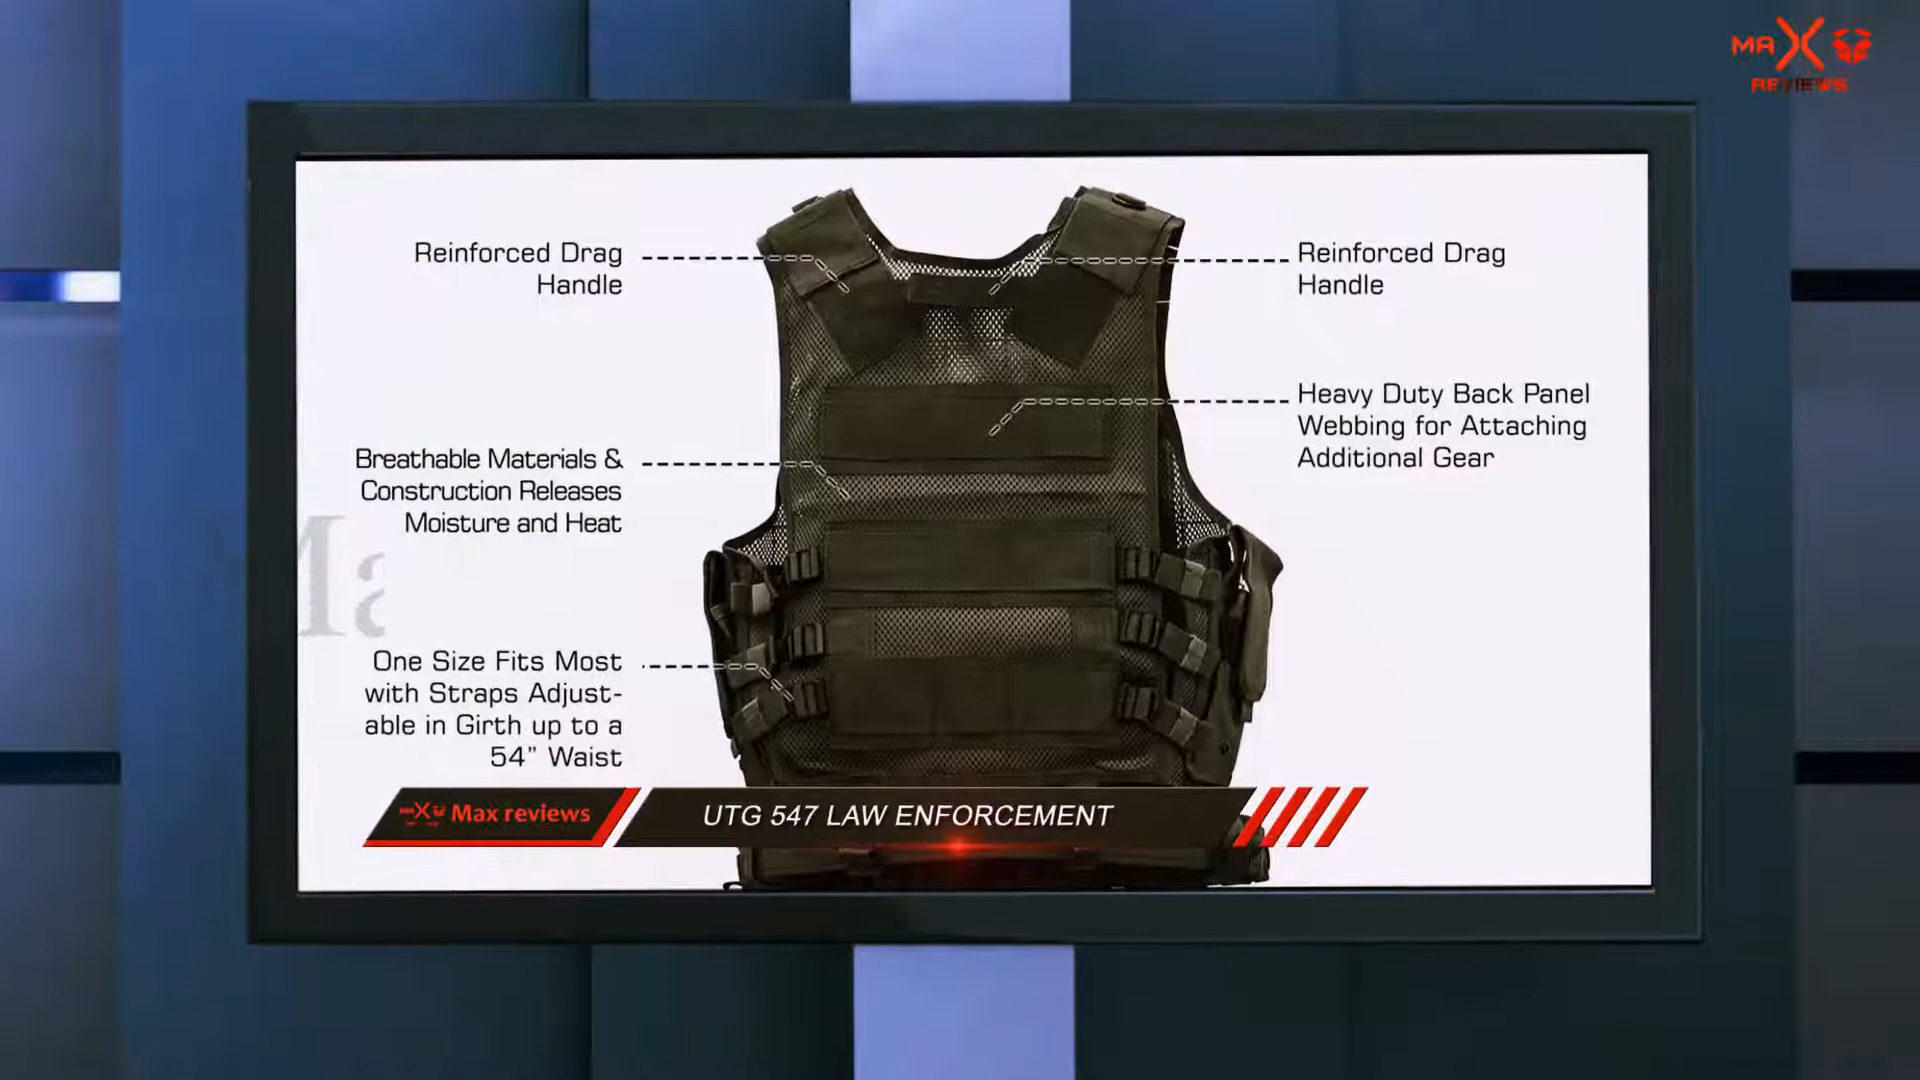 MAX
REVIEWS
Reinforced Drag
Handle
Reinforced Drag
Handle
Heavy Duty Back Panel
Webbing for Attaching
Additional Gear
Breathable Materials &
Construction Releases
Moisture and Heat
Ma
One Size Fits Most
with Straps Adjust-
able in Girth up to a
54” Waist
Max reviews
UTG 547 LAW ENFORCEMENT